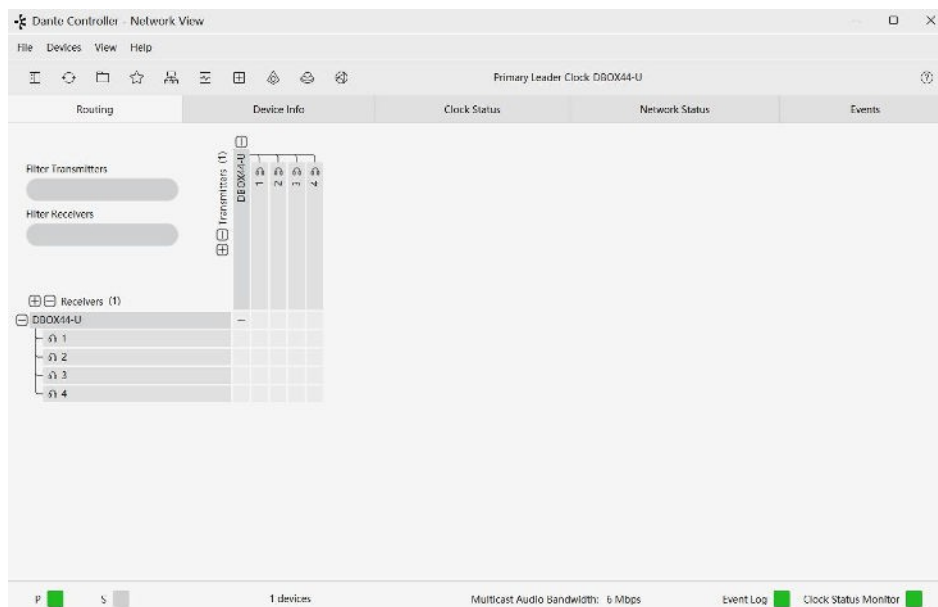 Dante Controller - Network View
File Devices View Help
Primary Leader Clock DBOX44-U
Routing Device Info Clock Status Network Status Events
Filter Transmitters
Filter Receivers
Transmitters (1)
DBOX44-U
1
2
3
4
Receivers (1)
DBOX44-U
1
2
3
4
P S 1 devices Multicast Audio Bandwidth: 6 Mbps Event Log Clock Status Monitor